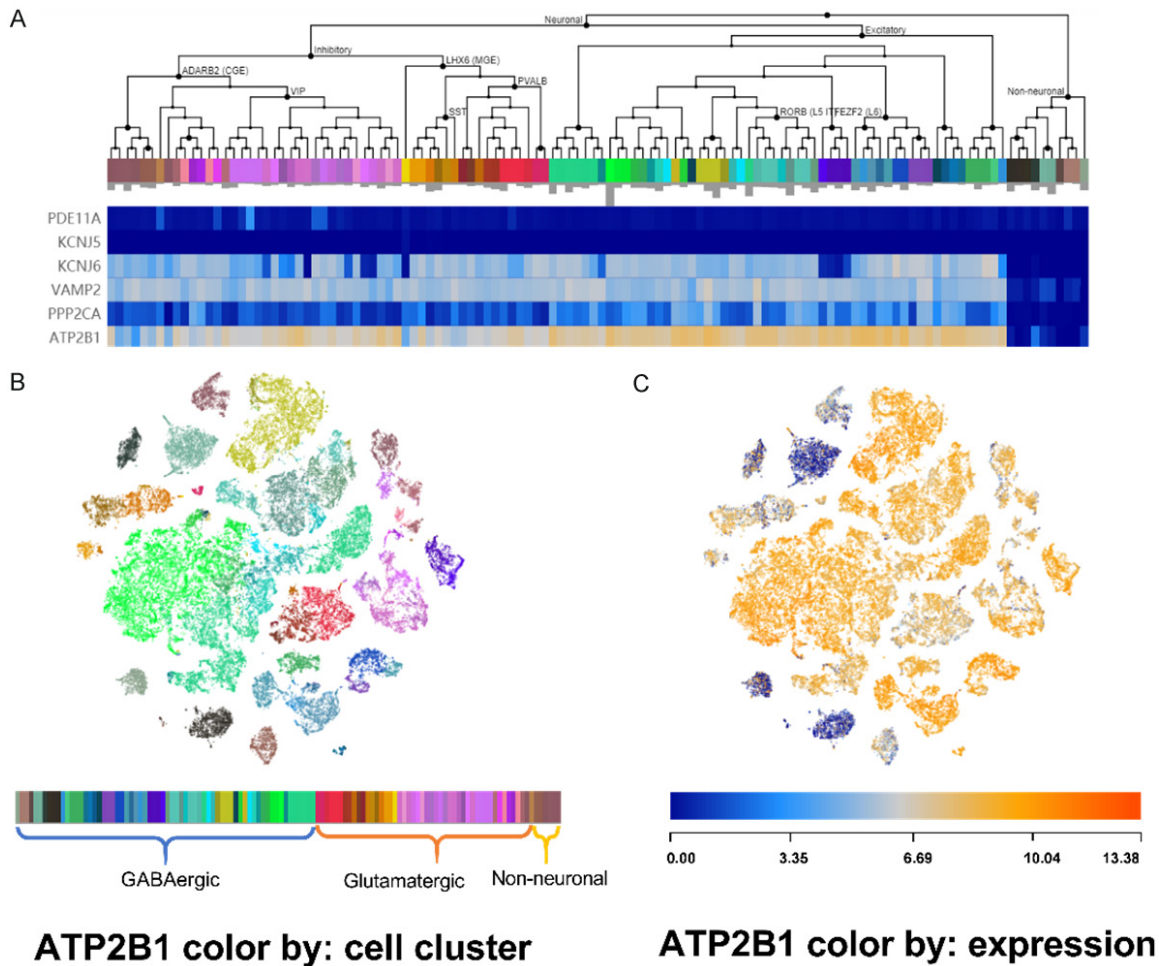 A
Neuronal
Excitatory
Inhibitory
LHX6 (MGE)
ADARB2 (CGE)
PVALB
Non-neuronal
VIP
SST
RORB (L5 ITFEZF2 (L6)
PDE11A
KCNJ5
KCNJ6
VAMP2
PPP2CA
ATP2B1
B
C
GABAergic
Glutamatergic
Non-neuronal
0.00 3.35 6.69 10.04 13.38
ATP2B1 color by: cell cluster
ATP2B1 color by: expression